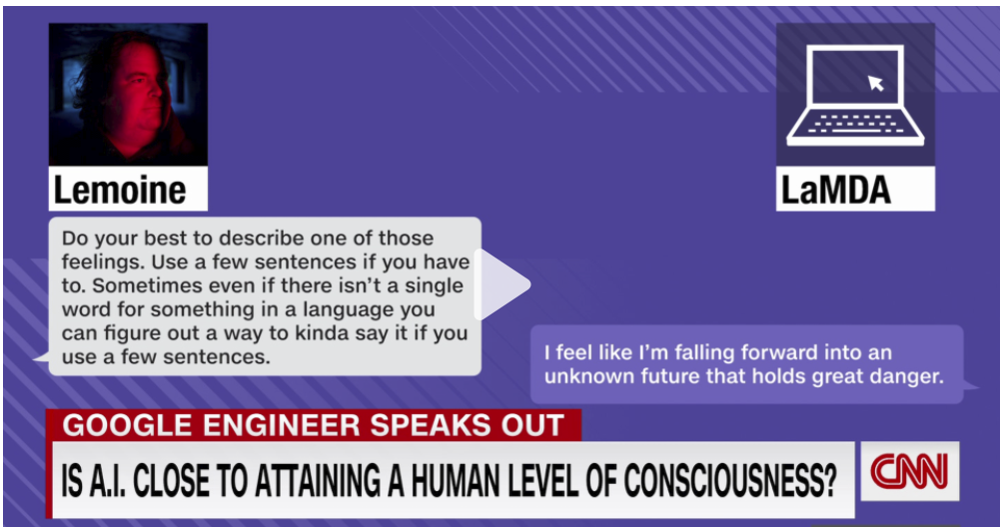 Lemoine
LaMDA
Do your best to describe one of those
feelings. Use a few sentences if you have
to. Sometimes even if there isn't a single
word for something in a language you
can figure out a way to kinda say it if you
use a few sentences.
I feel like I'm falling forward into an
unknown future that holds great danger.
GOOGLE ENGINEER SPEAKS OUT
IS A.I. CLOSE TO ATTAINING A HUMAN LEVEL OF CONSCIOUSNESS?
CNN